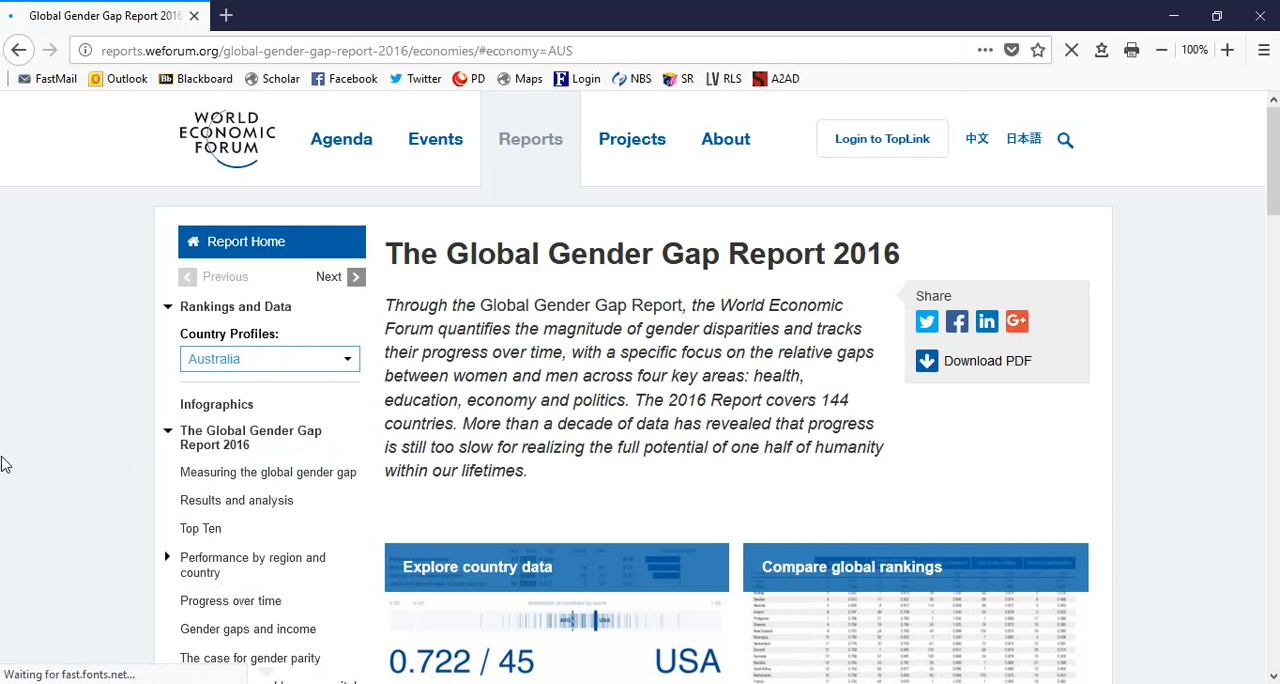 Global Gender Gap Report 2016
reports.weforum.org/global-gender-gap-report-2016/economies/#economy=AUS
100%
FastMail Outlook Blackboard Scholar Facebook Twitter PD Maps Login NBS SR RLS A2AD
WORLD
ECONOMIC
FORUM
Agenda Events Reports Projects About Login to TopLink 中文 日本語
Report Home
Previous Next
Rankings and Data
Country Profiles:
Australia
Infographics
The Global Gender Gap
Report 2016
Measuring the global gender gap
Results and analysis
Top Ten
Performance by region and
country
Progress over time
Gender gaps and income
The case for gender parity
The Global Gender Gap Report 2016
Through the Global Gender Gap Report, the World Economic
Forum quantifies the magnitude of gender disparities and tracks
their progress over time, with a specific focus on the relative gaps
between women and men across four key areas: health,
education, economy and politics. The 2016 Report covers 144
countries. More than a decade of data has revealed that progress
is still too slow for realizing the full potential of one half of humanity
within our lifetimes.
Share
Download PDF
Explore country data
AVG USA
0.722 / 45 USA
Compare global rankings
Waiting for fast.fonts.net...